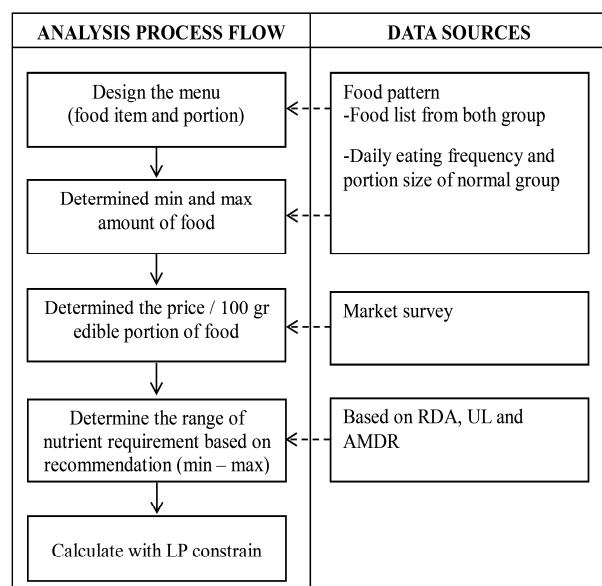 ANALYSIS PROCESS FLOW
DATA SOURCES
Design the menu
(food item and portion)
Food pattern
-Food list from both group
-Daily eating frequency and
portion size of normal group
Determined min and max
amount of food
Determined the price / 100 gr
edible portion of food
Market survey
Determine the range of
nutrient requirement based on
recommendation (min – max)
Based on RDA, UL and
AMDR
Calculate with LP constrain